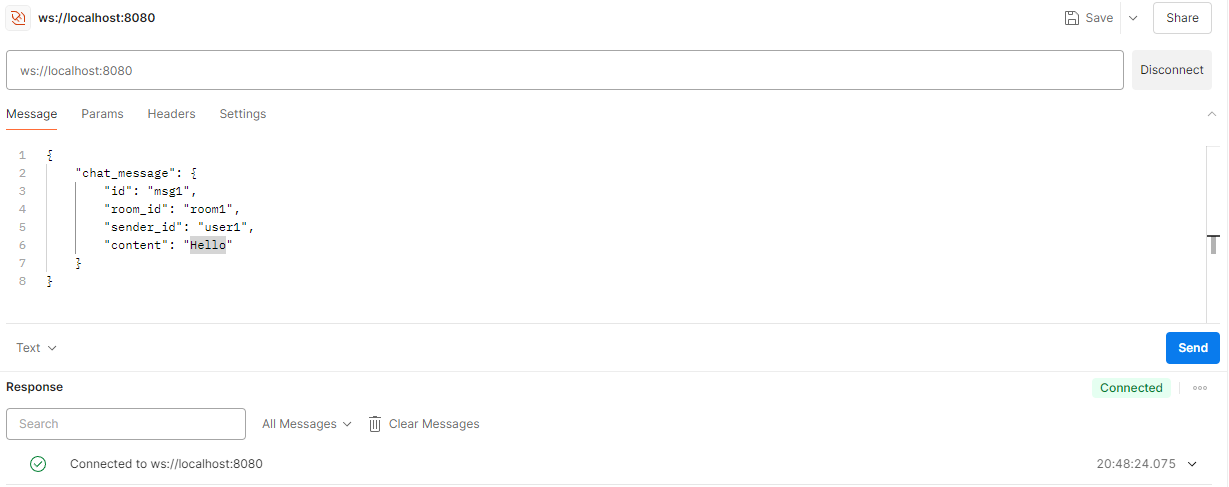 ws://localhost:8080
Save
Share
ws://localhost:8080
Disconnect
Message Params Headers Settings
1 {
2 "chat_message": {
3 "id": "msg1",
4 "room_id": "room1",
5 "sender_id": "user1",
6 "content": "Hello"
7 }
8 }
Text
Send
Response
Connected
Search
All Messages
Clear Messages
Connected to ws://localhost:8080
20:48:24.075